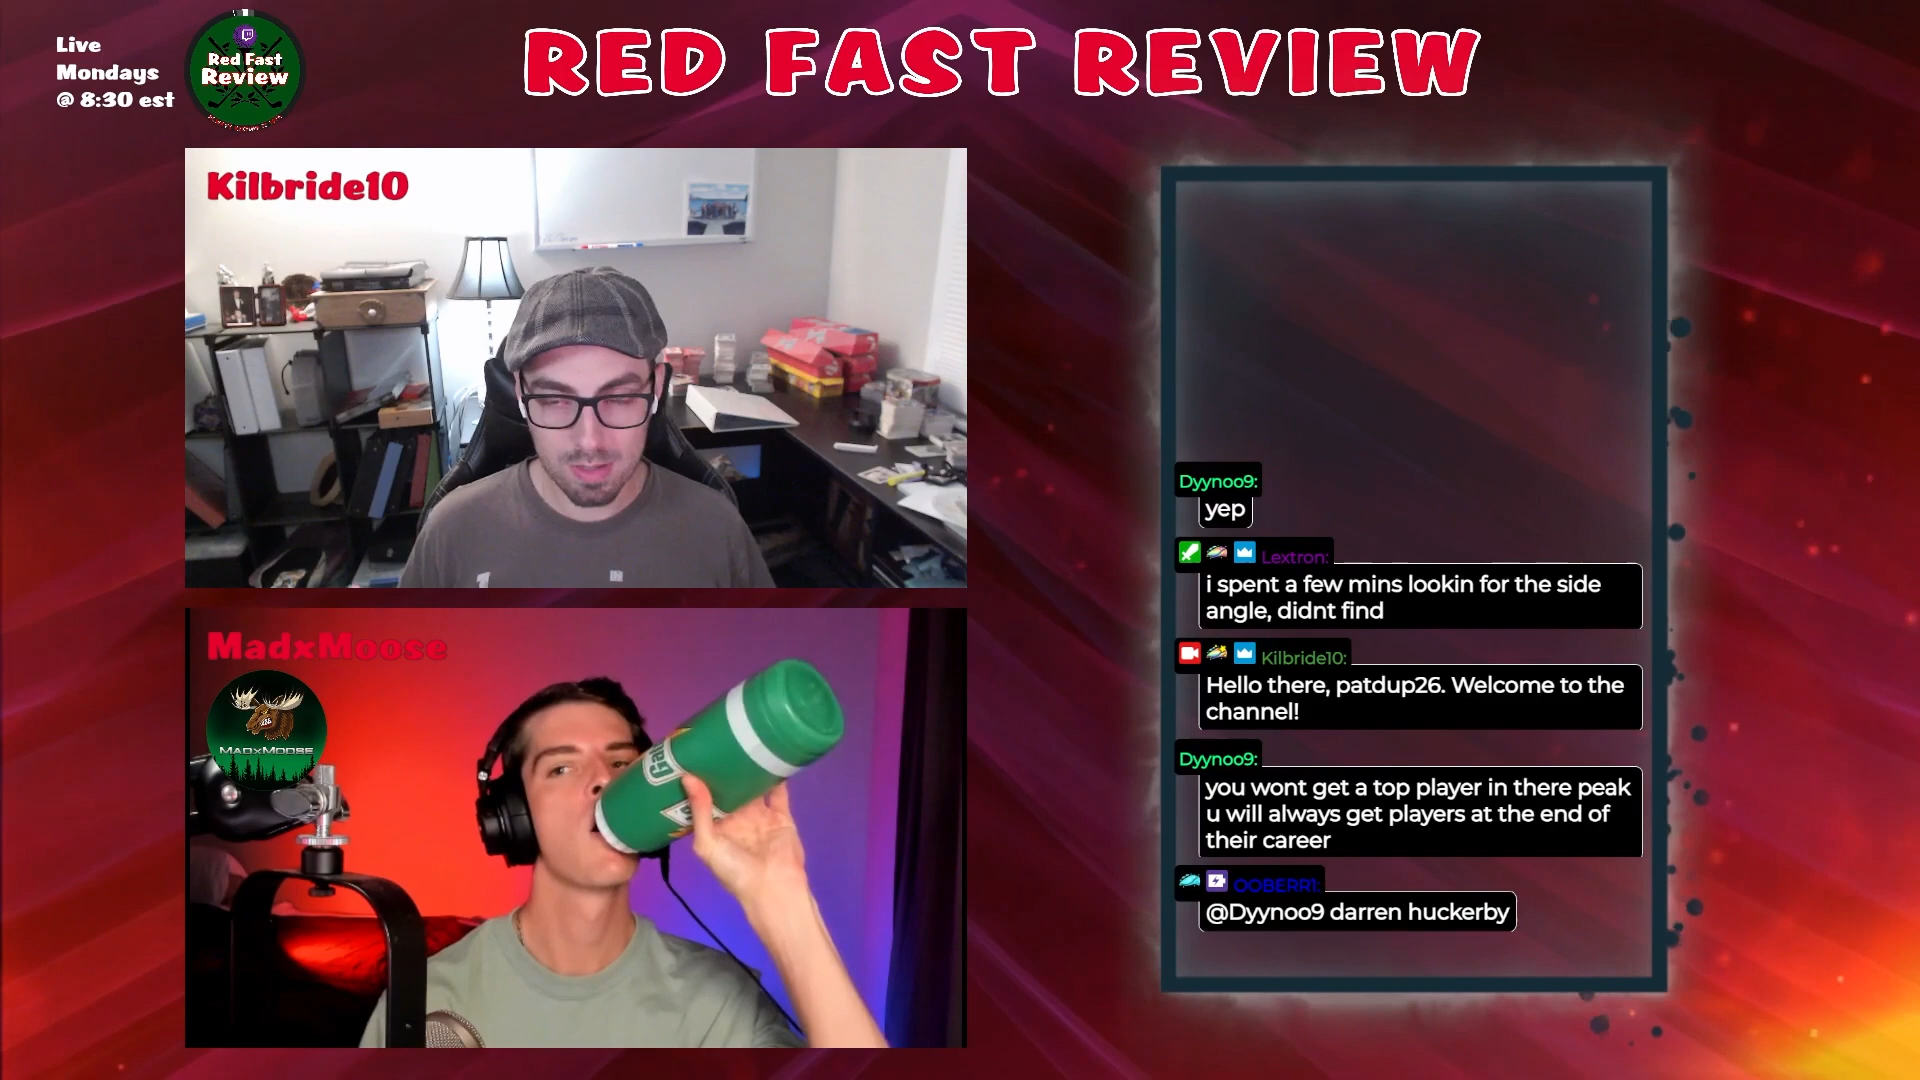 Live
Mondays
@ 8:30 est
Red Fast
Review
RED FAST REVIEW
Kilbride10
MadxMoose
MADXMOOSE
Dyynoo9:
yep
Lextron:
i spent a few mins lookin for the side
angle, didnt find
Kilbride10:
Hello there, patdup26. Welcome to the
channel!
Dyynoo9:
you wont get a top player in there peak
u will always get players at the end of
their career
OOBERR1:
@Dyynoo9 darren huckerby